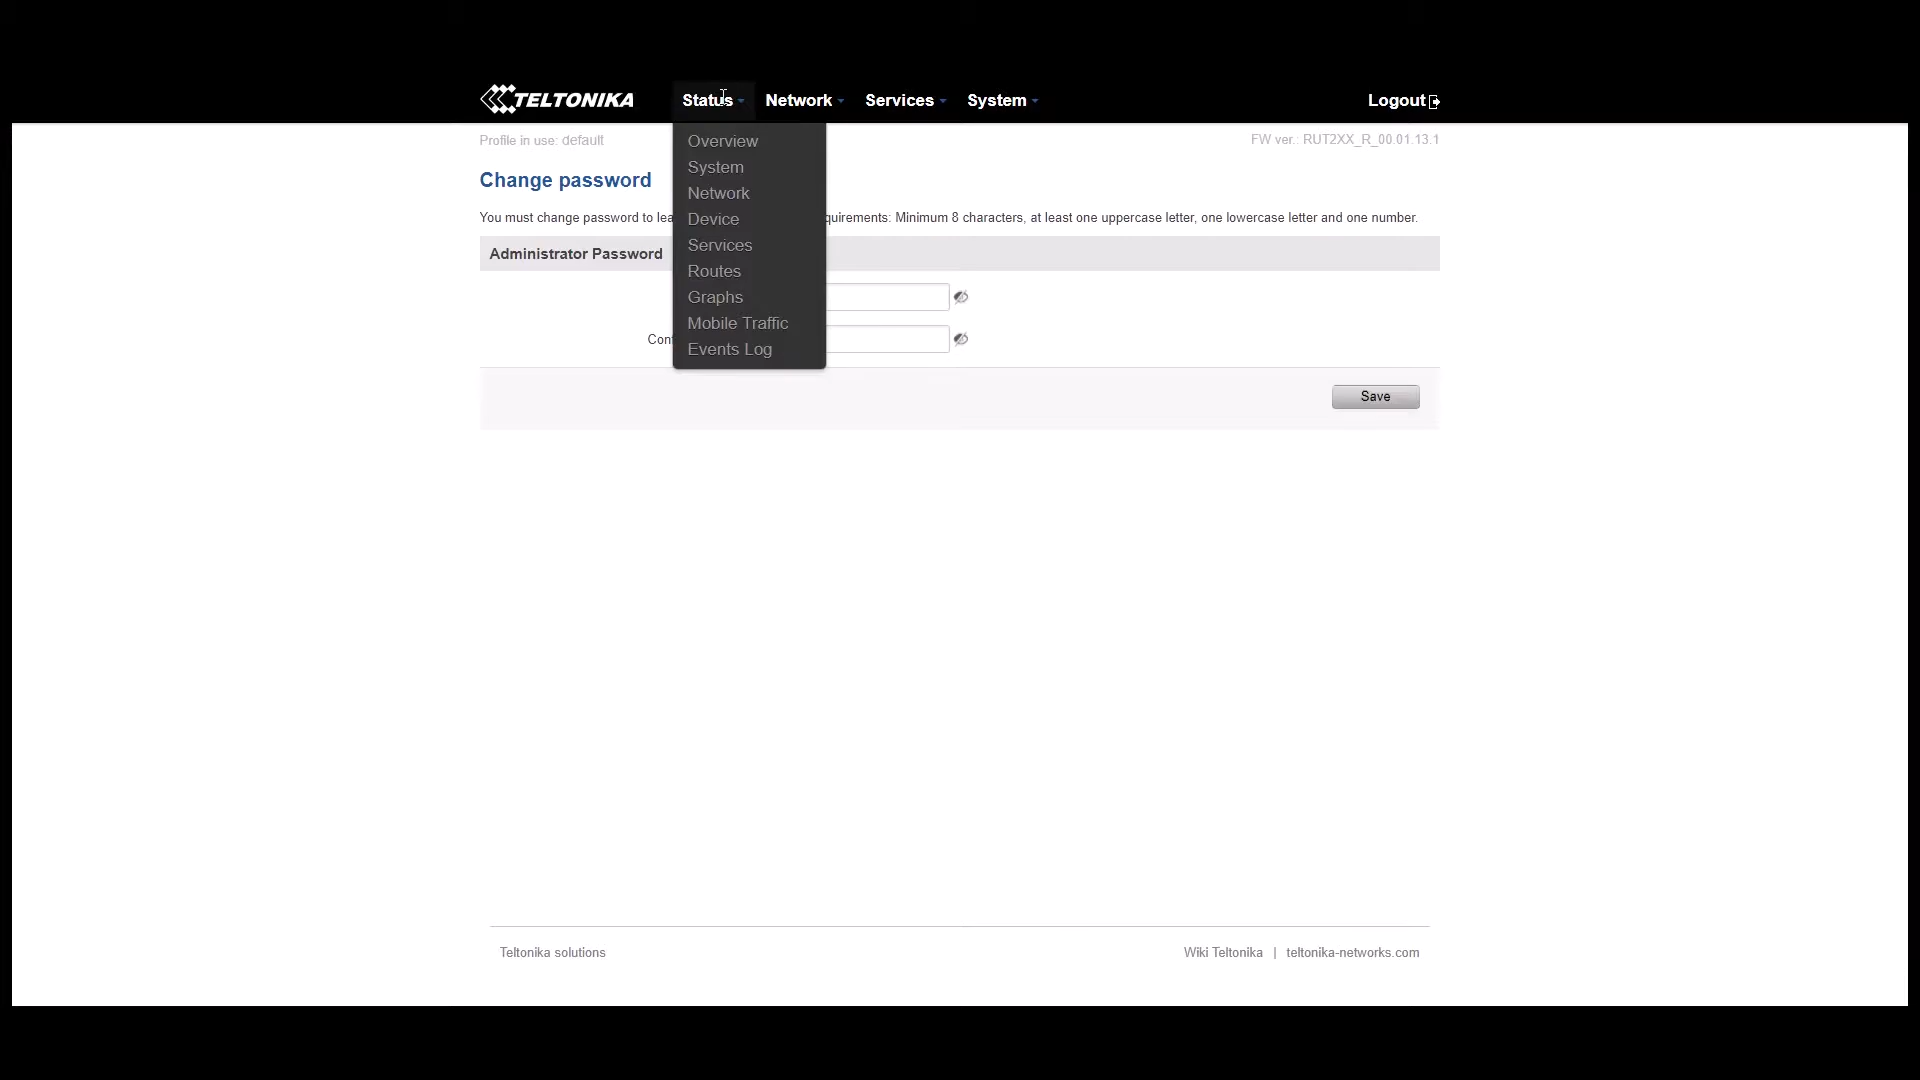 TELTONIKA Status Network Services System Logout
Profile in use: default
FW ver.: RUT2XX_R_00.01.13.1
Overview
System
Network
Device
Services
Routes
Graphs
Mobile Traffic
Events Log
Change password
You must change password to lea quirements: Minimum 8 characters, at least one uppercase letter, one lowercase letter and one number.
Administrator Password
Con
Save
Teltonika solutions
Wiki Teltonika | teltonika-networks.com